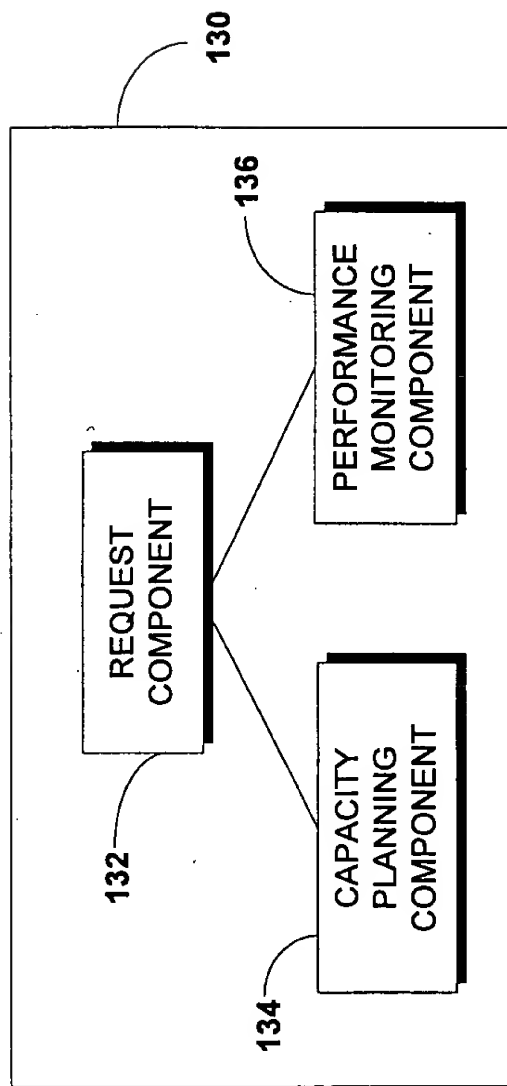 130
REQUEST
COMPONENT
132
136
CAPACITY
PLANNING
COMPONENT
134
PERFORMANCE
MONITORING
COMPONENT